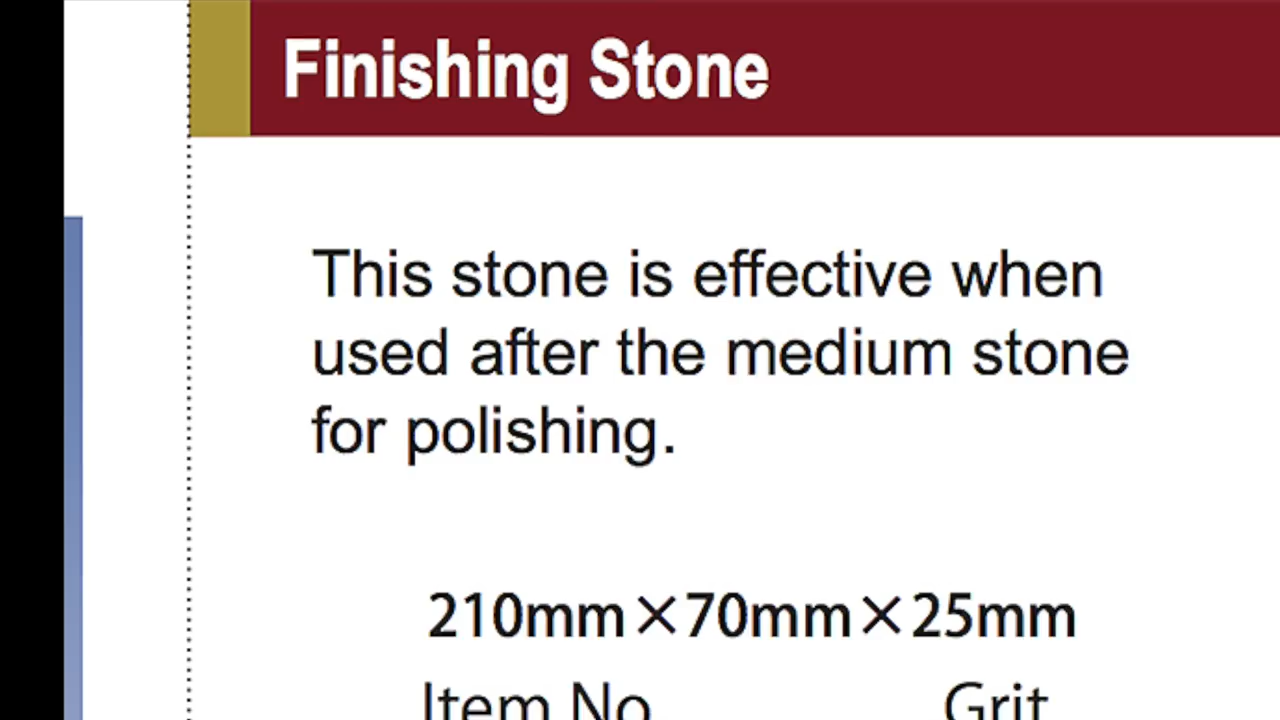 Finishing Stone
This stone is effective when
used after the medium stone
for polishing.
210mm×70mm×25mm
Item No Grit